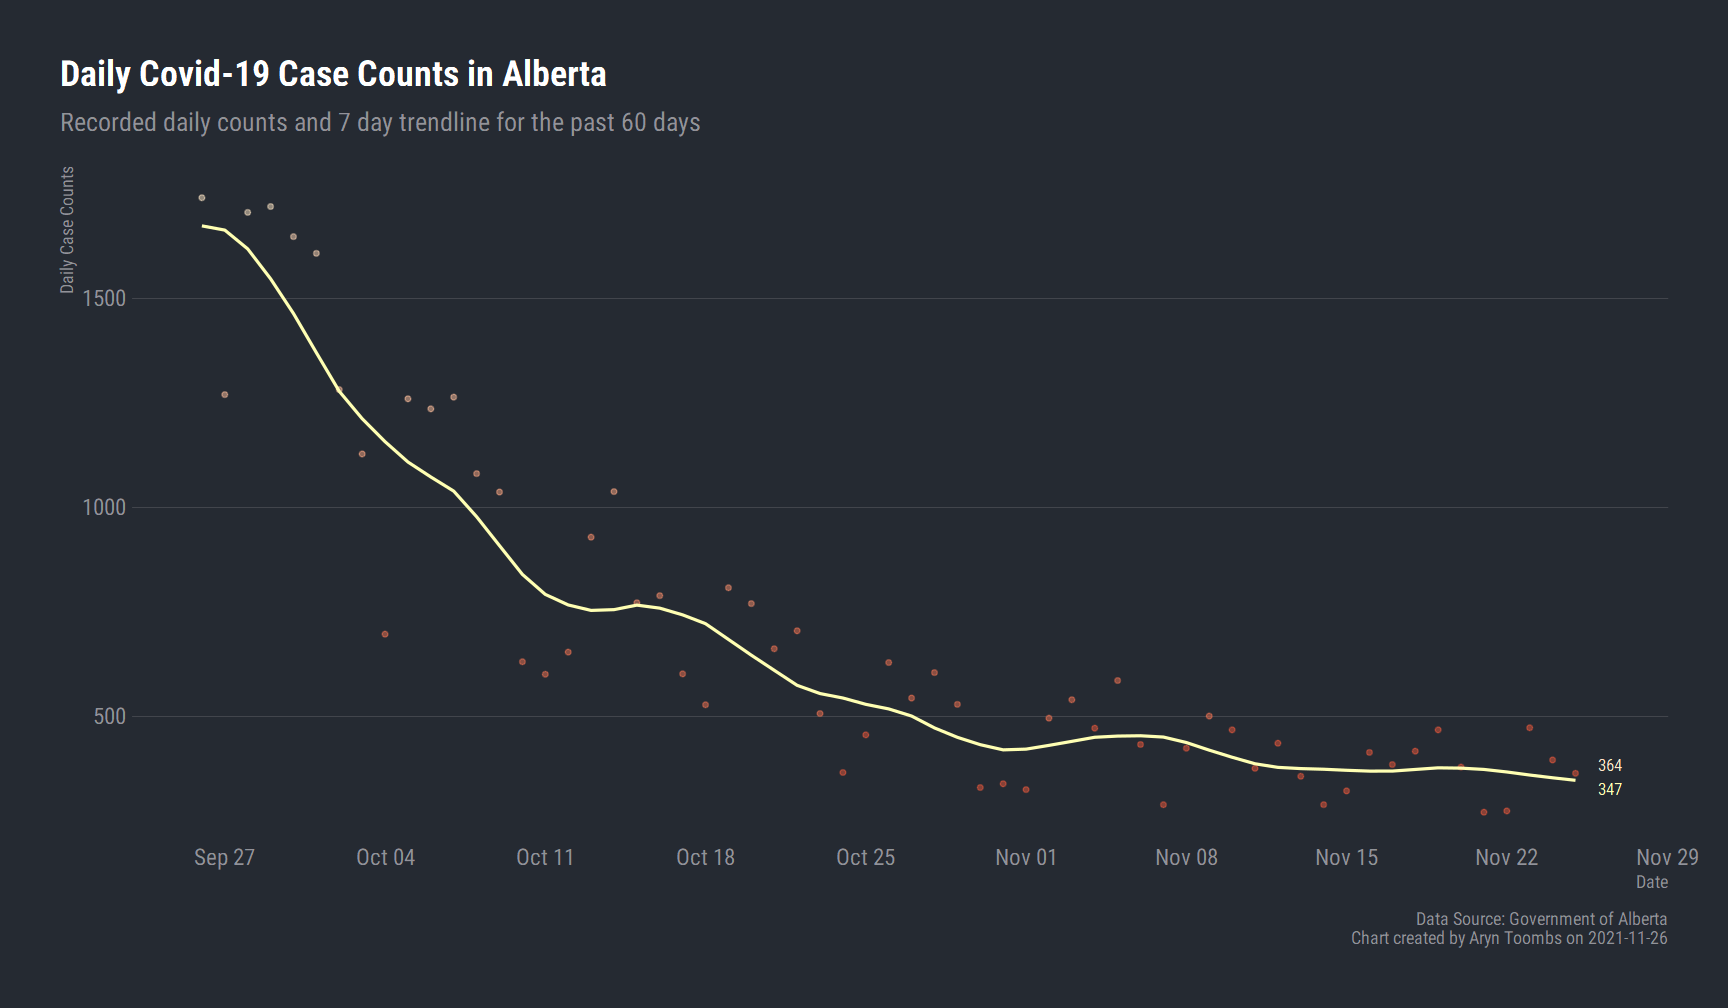 Daily Covid-19 Case Counts in Alberta
Recorded daily counts and 7 day trendline for the past 60 days
Daily Case Counts
1500
1000
500
364
347
Sep 27 Oct 04 Oct 11 Oct 18 Oct 25 Nov 01 Nov 08 Nov 15 Nov 22 Nov 29
Date
Data Source: Government of Alberta
Chart created by Aryn Toombs on 2021-11-26